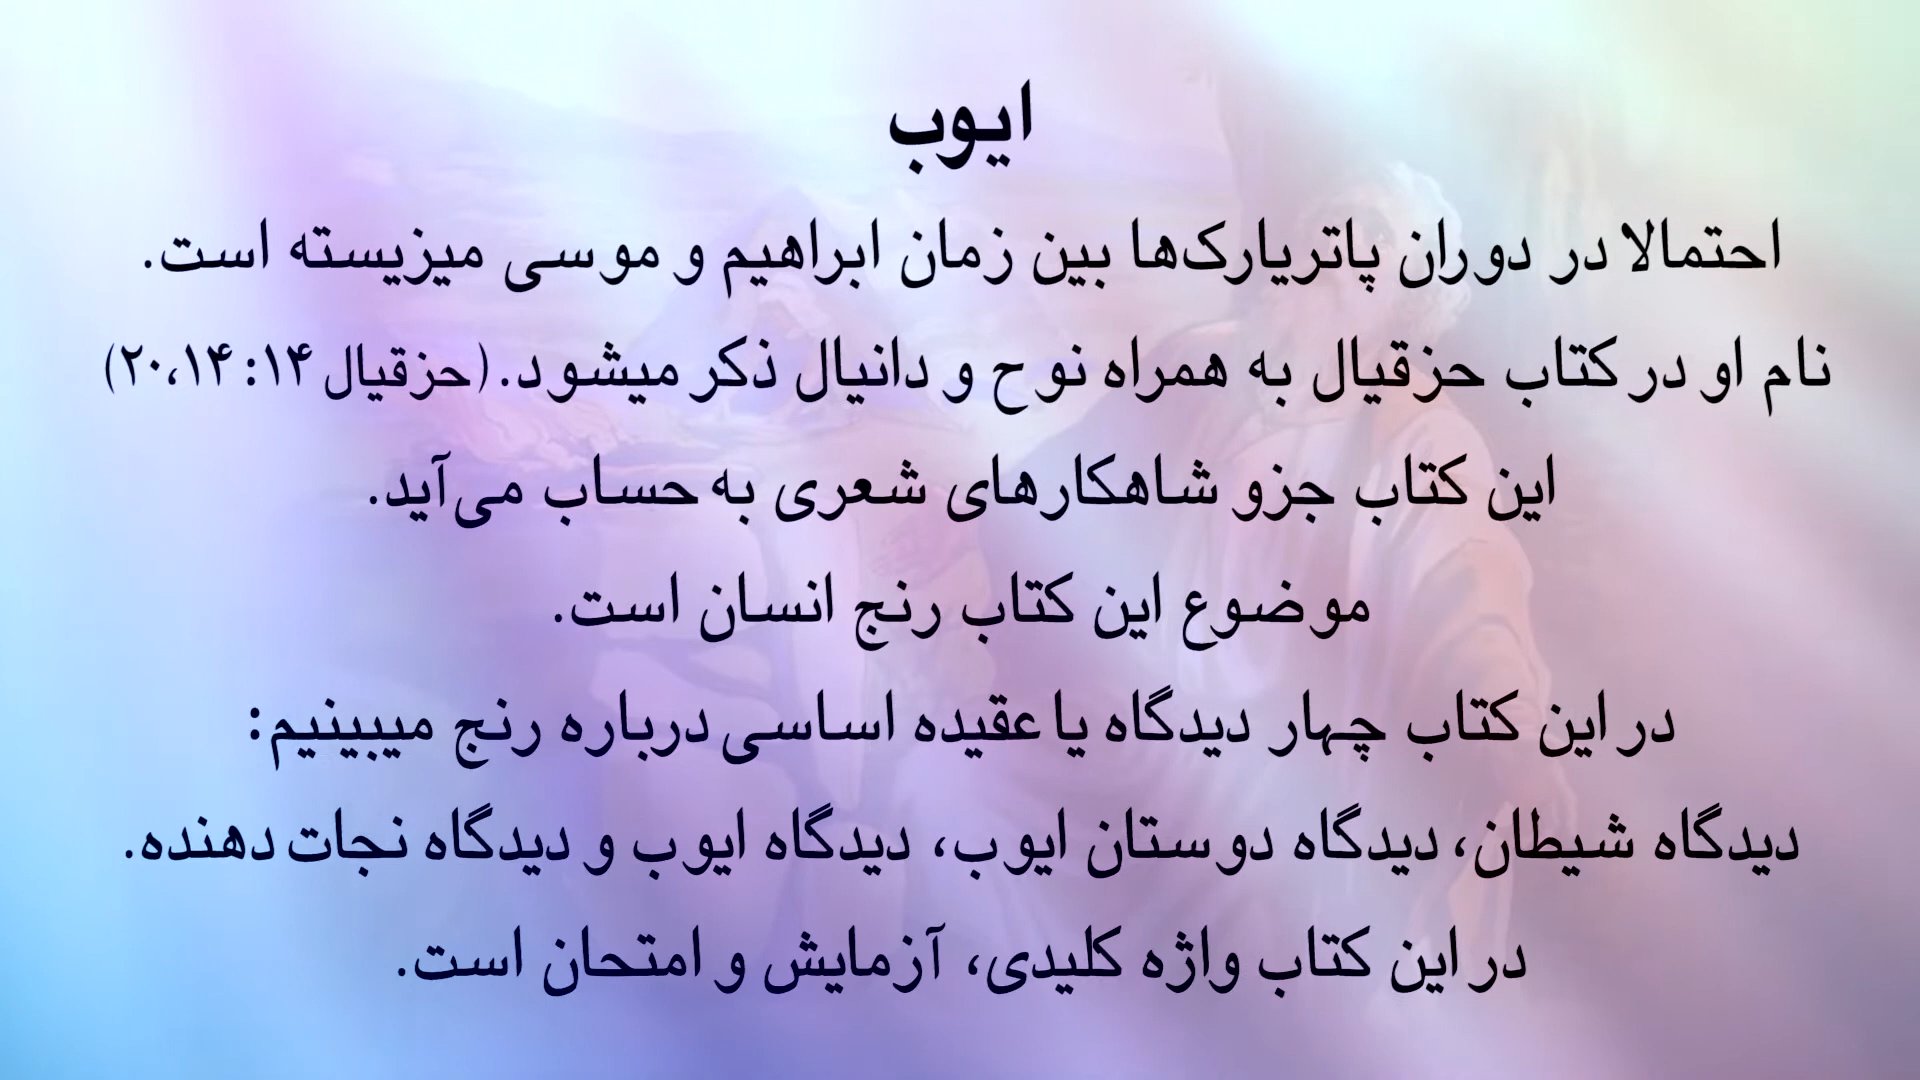 ایوب
احتمالا در دوران پاتریارک‌ها بین زمان ابراهیم و موسی میزیسته است.
نام او در کتاب حزقیال به همراه نوح و دانیال ذکر میشود. (حزقیال ۱۴: ۲۰،۱۴)
این کتاب جزو شاهکارهای شعری به حساب می‌آید.
موضوع این کتاب رنج انسان است.
در این کتاب چهار دیدگاه یا عقیده اساسی درباره رنج میبینیم:
دیدگاه شیطان، دیدگاه دوستان ایوب، دیدگاه ایوب و دیدگاه نجات دهنده.
در این کتاب واژه کلیدی، آزمایش و امتحان است.